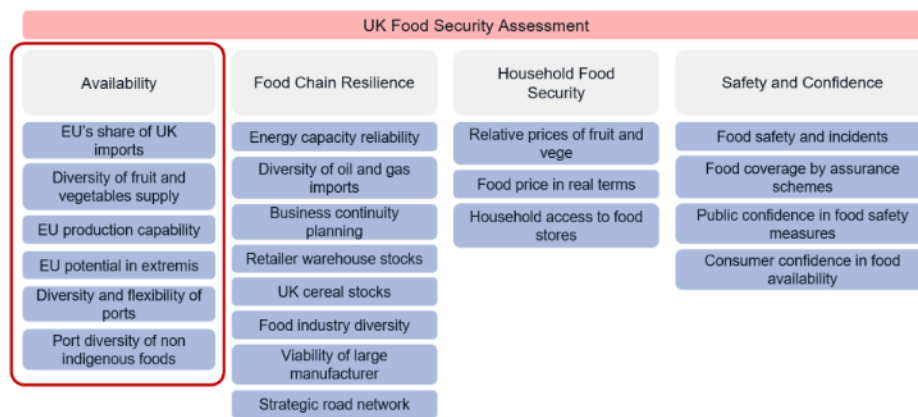 UK Food Security Assessment
Availability
EU's share of UK
imports
Diversity of fruit and
vegetables supply
EU production capability
EU potential in extremis
Diversity and flexibility of
ports
Port diversity of non
indigenous foods
Food Chain Resilience
Energy capacity reliability
Diversity of oil and gas
imports
Business continuity
planning
Retailer warehouse stocks
UK cereal stocks
Food industry diversity
Viability of large
manufacturer
Strategic road network
Household Food
Security
Relative prices of fruit and
vege
Food price in real terms
Household access to food
stores
Safety and Confidence
Food safety and incidents
Food coverage by assurance
schemes
Public confidence in food safety
measures
Consumer confidence in food
availability